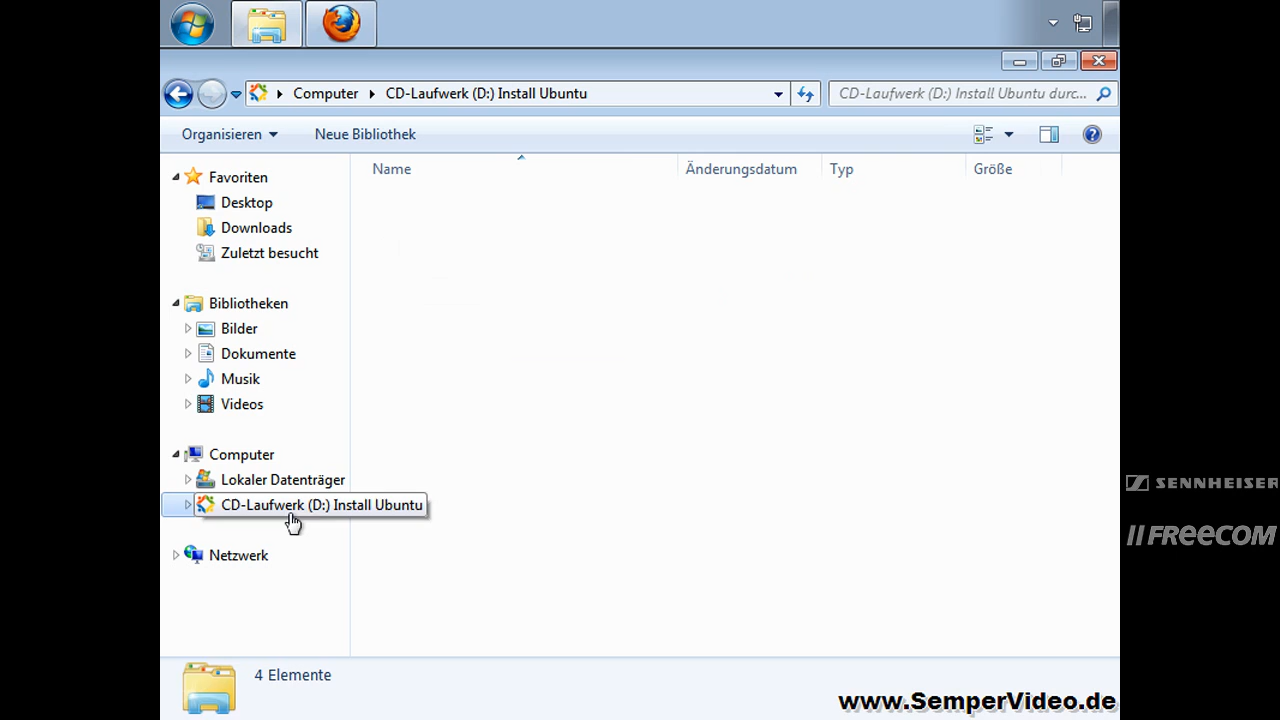 Computer CD-Laufwerk (D:) Install Ubuntu CD-Laufwerk (D:) Install Ubuntu durc...
Organisieren Neue Bibliothek
Name Änderungsdatum Typ Größe
Favoriten
Desktop
Downloads
Zuletzt besucht
Bibliotheken
Bilder
Dokumente
Musik
Videos
Computer
Lokaler Datenträger
CD-Laufwerk (D:) Install Ubuntu
Netzwerk
4 Elemente
SENNHEISER
FREECOM
www.SemperVideo.de